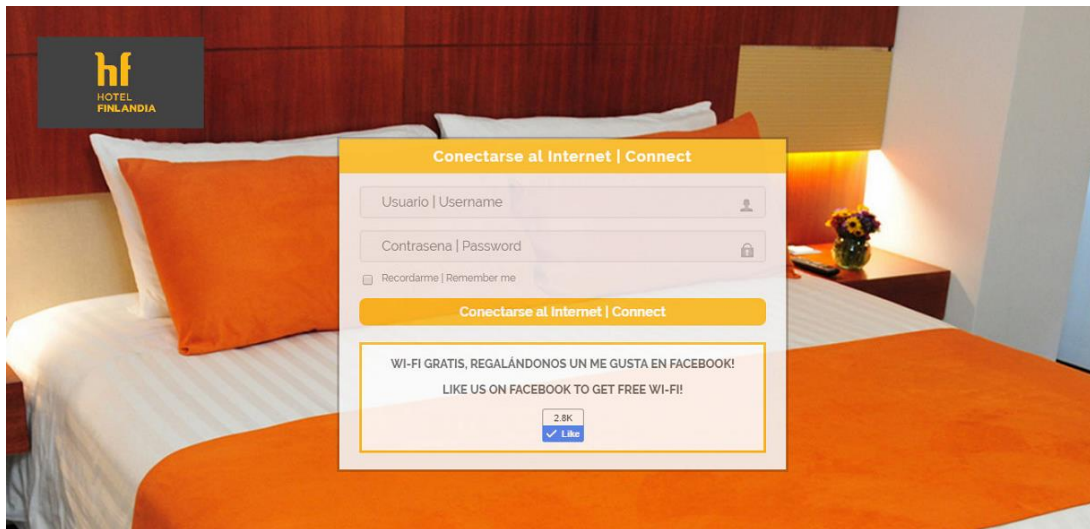 hf
HOTEL
FINLANDIA
Conectarse al Internet | Connect
Usuario | Username
Contrasena | Password
Recordarme | Remember me
Conectarse al Internet | Connect
WI-FI GRATIS, REGALÁNDONOS UN ME GUSTA EN FACEBOOK!
LIKE US ON FACEBOOK TO GET FREE WI-FI!
2.8K
Like